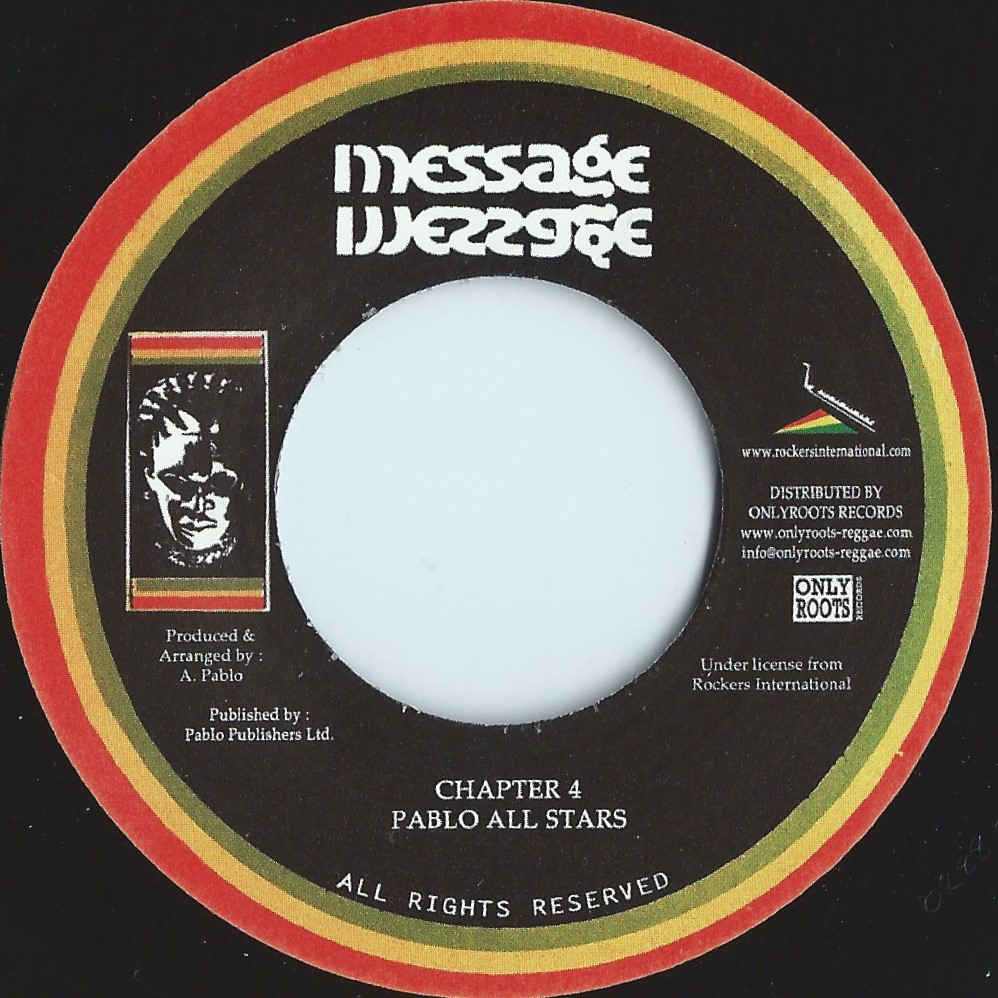 message
message
www.rockersinternational.com
DISTRIBUTED BY
ONLYROOTS RECORDS
www.onlyroots-reggae.com
info@onlyroots-reggae.com
ONLY
ROOTS
RECORDS
Produced &
Arranged by :
A. Pablo
Under license from
Rockers International
Published by :
Pablo Publishers Ltd.
CHAPTER 4
PABLO ALL STARS
ALL RIGHTS RESERVED